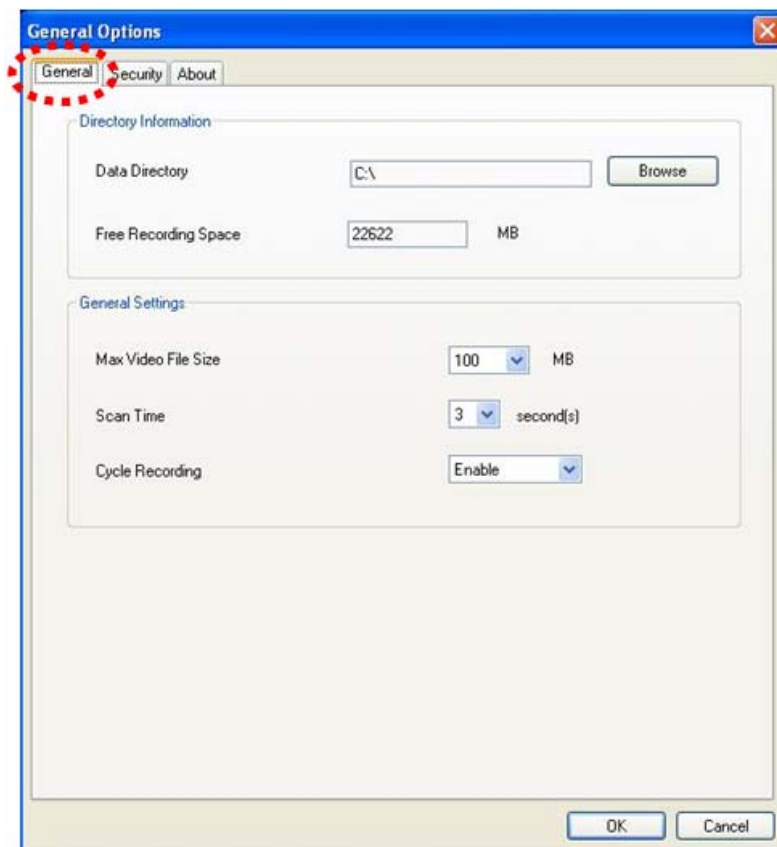 General Options
General Security About
Directory Information
Data Directory C:\ Browse
Free Recording Space 22622 MB
General Settings
Max Video File Size 100 MB
Scan Time 3 second(s)
Cycle Recording Enable
OK Cancel